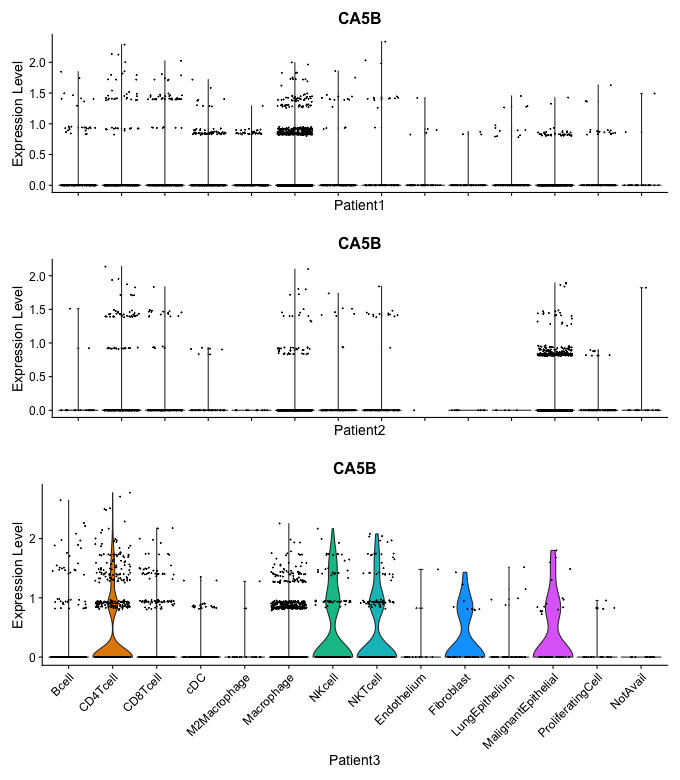 CA5B
Expression Level
2.0
1.5
1.0
0.5
0.0
Patient1
CA5B
Expression Level
2.0
1.5
1.0
0.5
0.0
Patient2
CA5B
Expression Level
2
1
0
Bcell
CD4Tcell
CD8Tcell
cDC
M2Macrophage
Macrophage
NKcell
NKTcell
Endothelium
Fibroblast
LungEpithelium
MalignantEpithelial
ProliferatingCell
NotAvail
Patient3